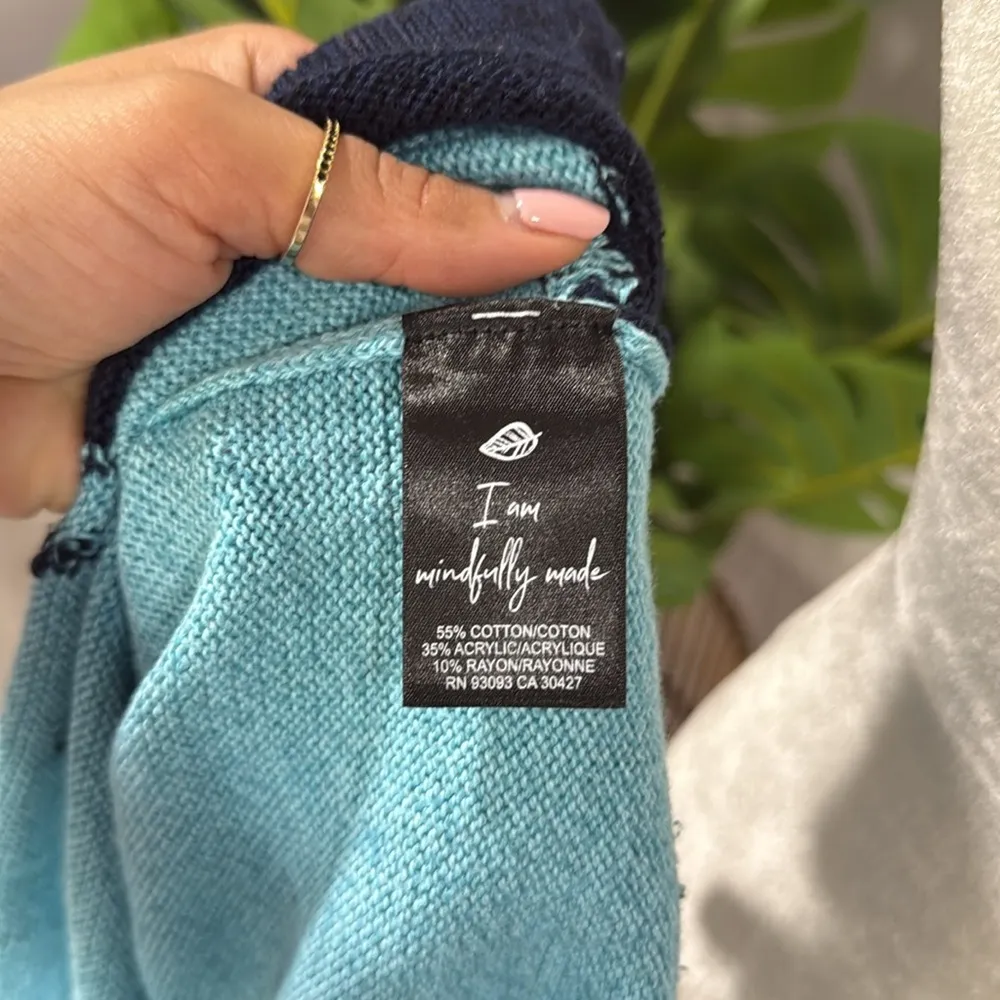 I am
mindfully made
55% COTTON/COTON
35% ACRYLIC/ACRYLIQUE
10% RAYON/RAYONNE
RN 93093 CA 30427